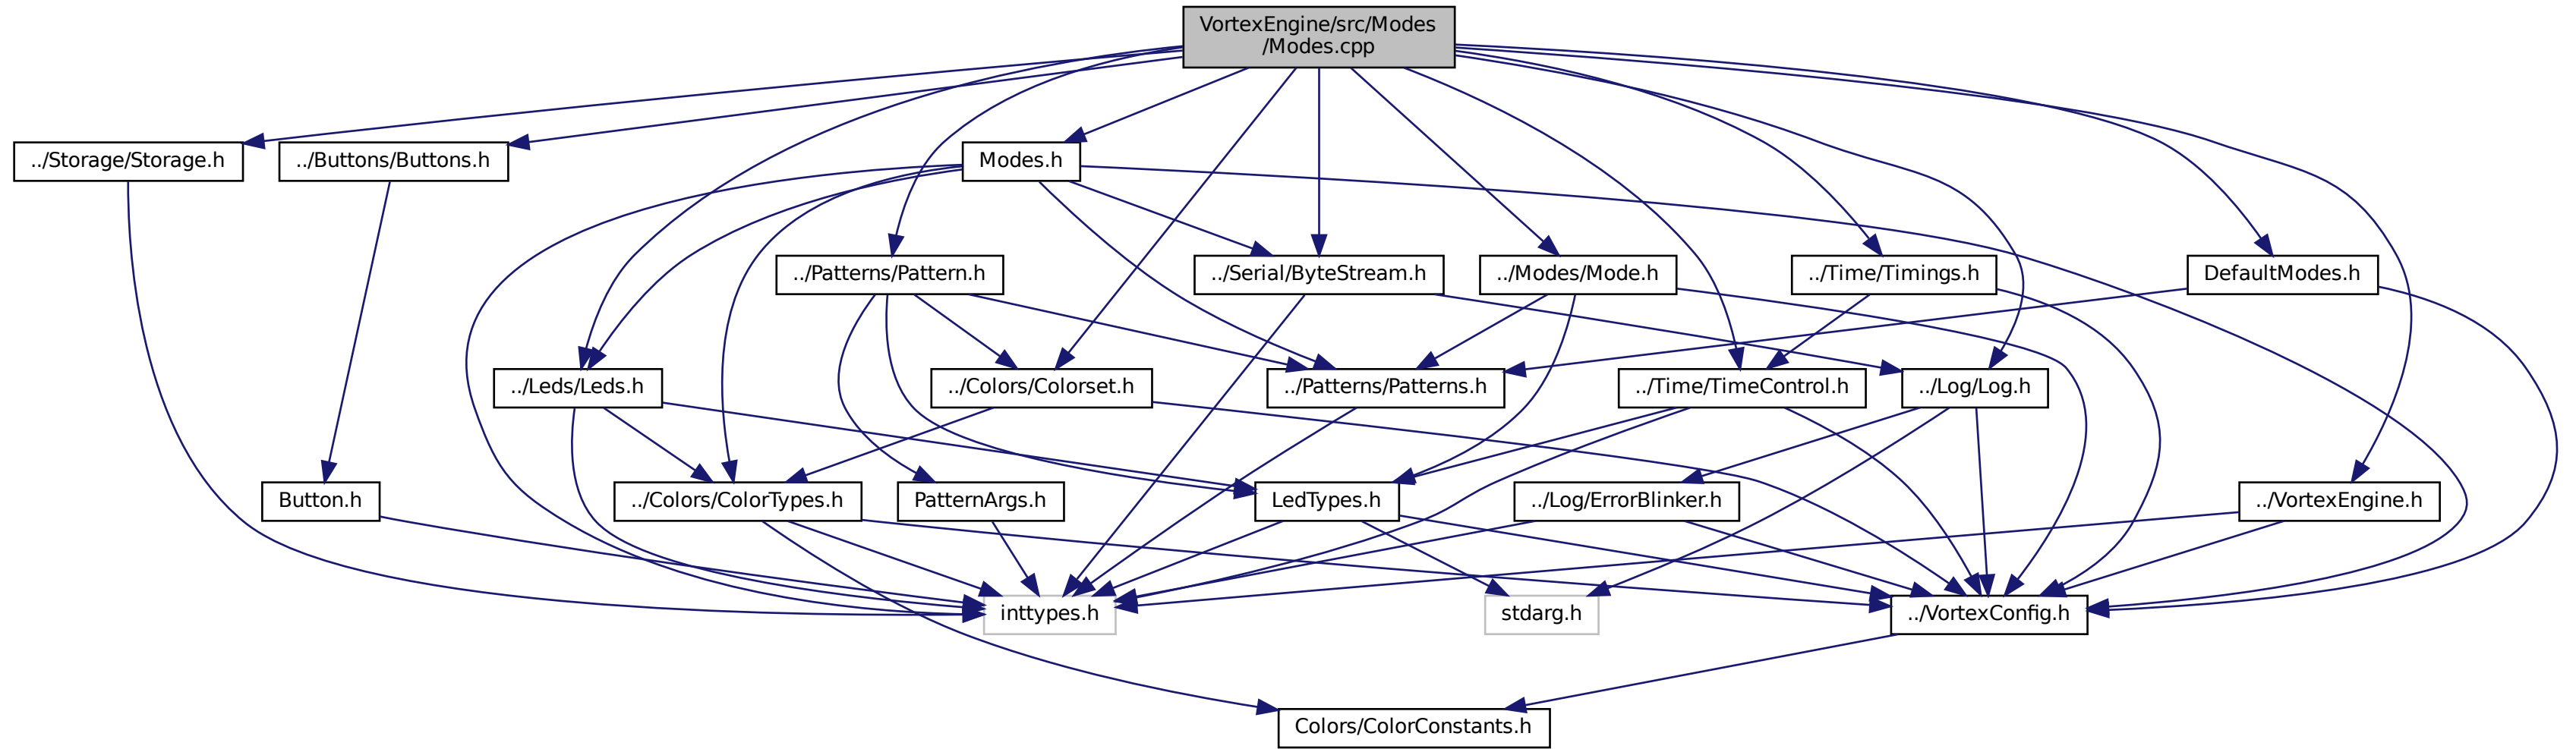 VortexEngine/src/Modes
/Modes.cpp
../Storage/Storage.h
../Buttons/Buttons.h
Modes.h
../Patterns/Pattern.h
../Serial/ByteStream.h
../Modes/Mode.h
../Time/Timings.h
DefaultModes.h
../Leds/Leds.h
../Colors/Colorset.h
../Patterns/Patterns.h
../Time/TimeControl.h
../Log/Log.h
Button.h
../Colors/ColorTypes.h
PatternArgs.h
LedTypes.h
../Log/ErrorBlinker.h
../VortexEngine.h
inttypes.h
stdarg.h
../VortexConfig.h
Colors/ColorConstants.h